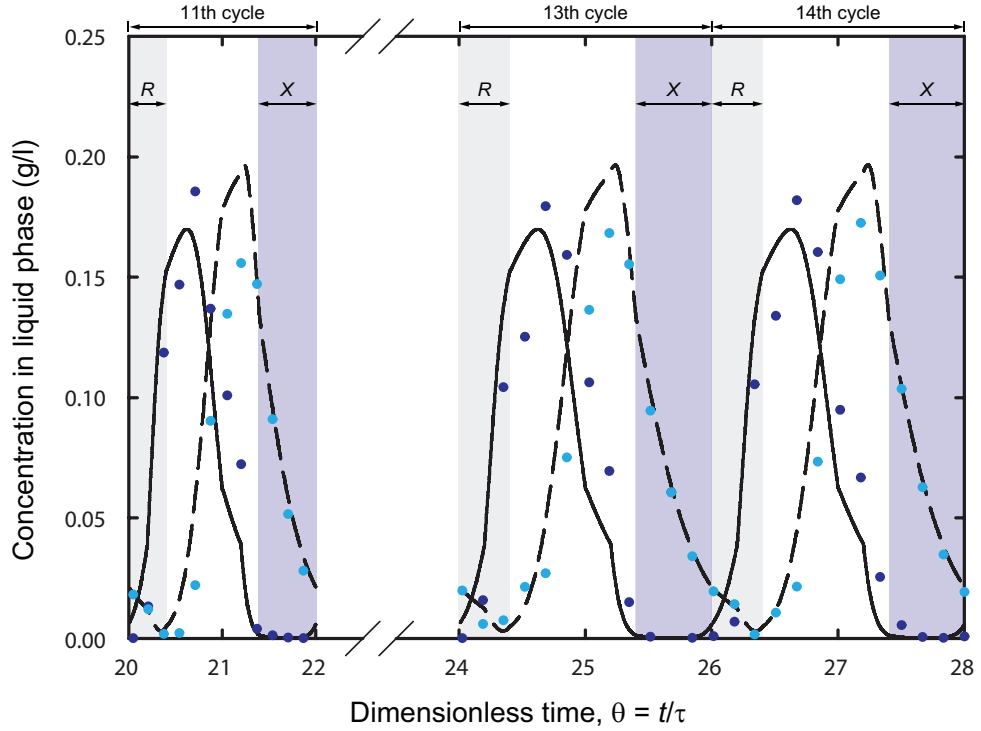 11th cycle 13th cycle 14th cycle
0.25
R X R X R X
0.20
0.15
0.10
0.05
0.00
20 21 22 24 25 26 27 28
Concentration in liquid phase (g/l)
Dimensionless time, θ = t/τ